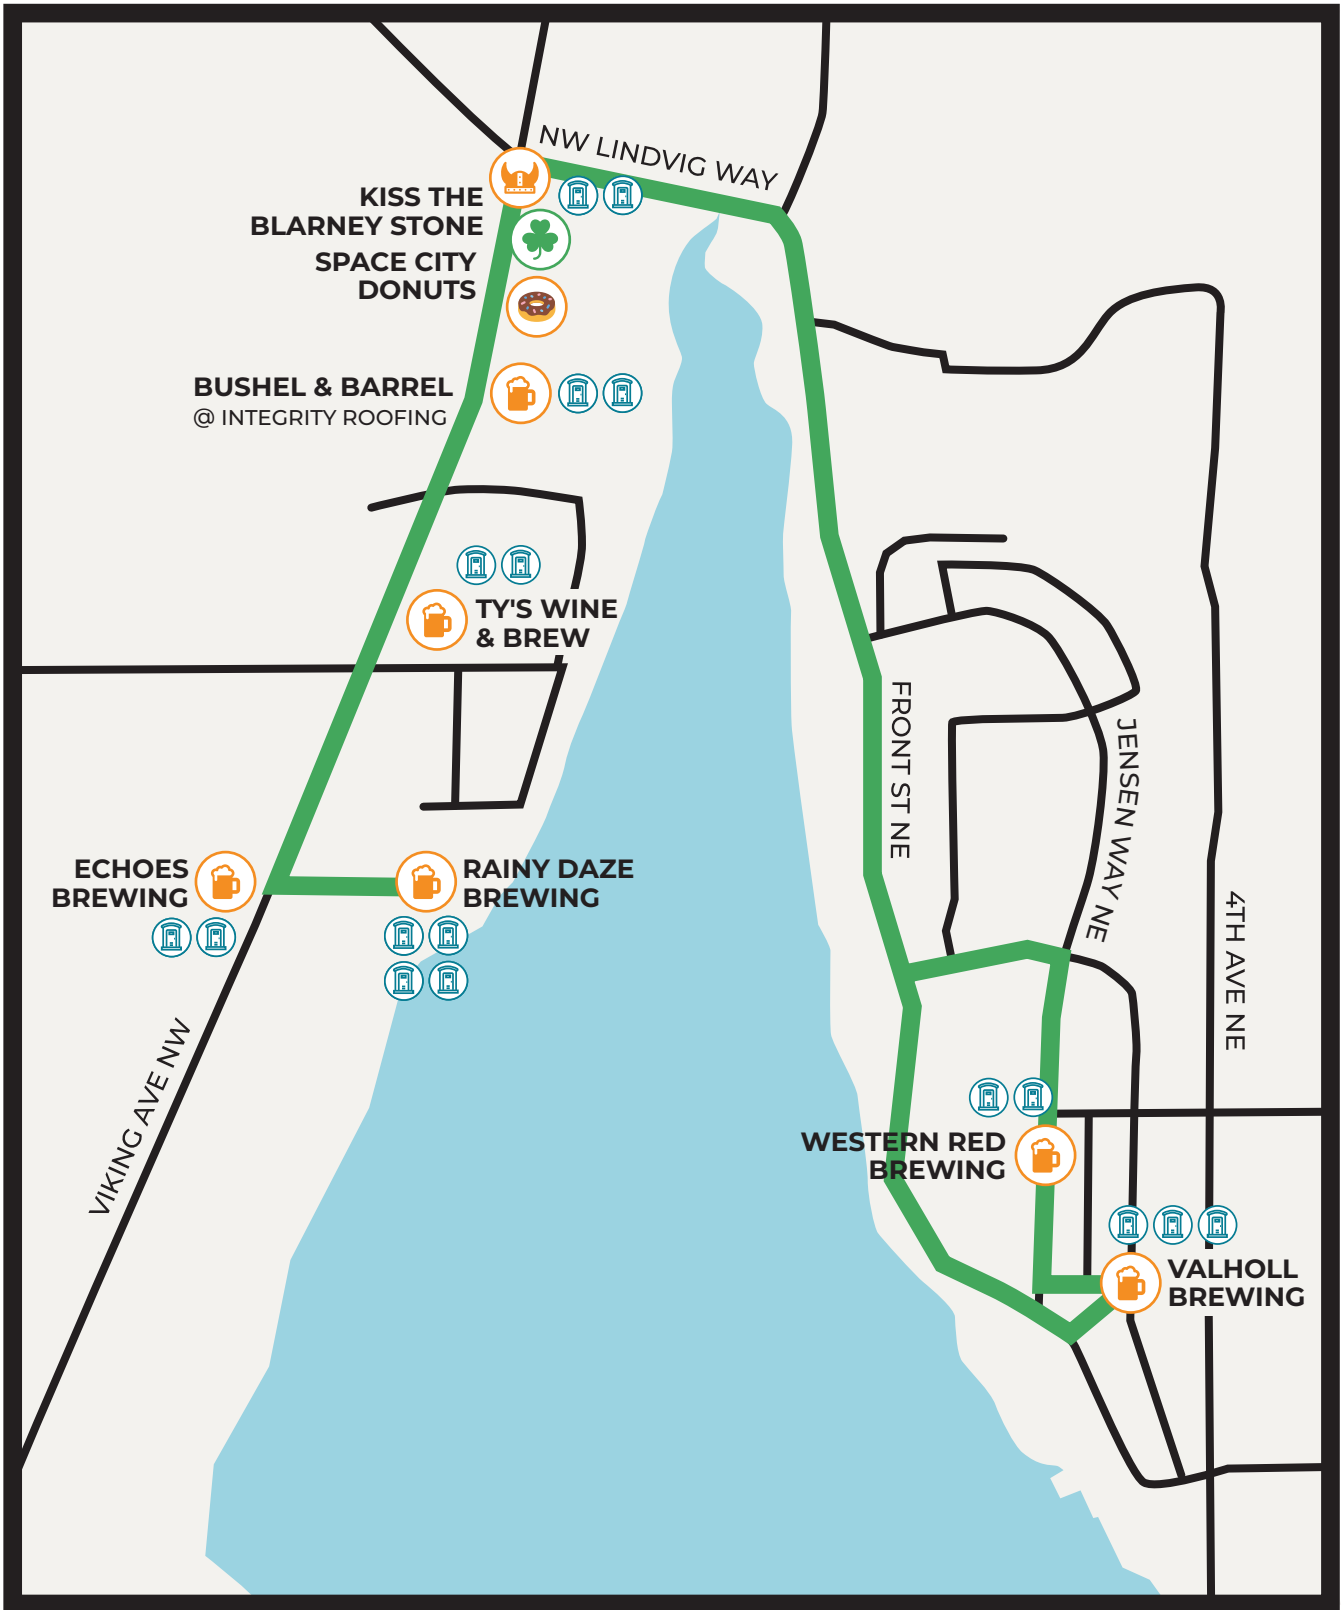 NW LINDVIG WAY
KISS THE
BLARNEY STONE
SPACE CITY
DONUTS
BUSHEL & BARREL
@ INTEGRITY ROOFING
TY'S WINE
& BREW
FRONT ST NE
JENSEN WAY NE
ECHOES
BREWING
RAINY DAZE
BREWING
4TH AVE NE
VIKING AVE NW
WESTERN RED
BREWING
VALHOLL
BREWING